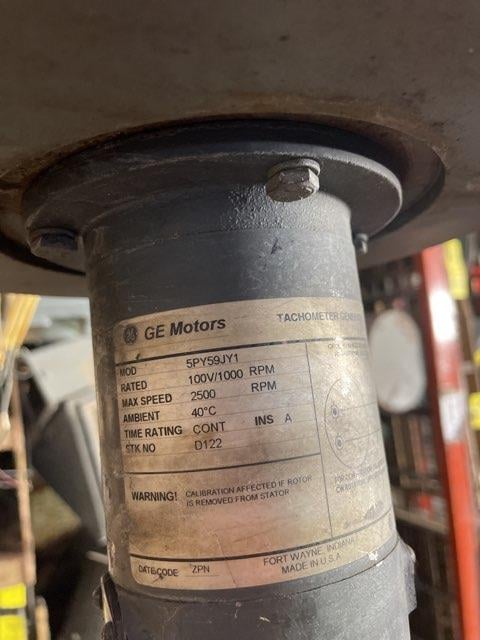 GE Motors
TACHOMETER GENER
MOD 5PY59JY1
RATED 100V/1000 RPM
MAX SPEED 2500 RPM
AMBIENT 40°C
TIME RATING CONT INS A
STK NO D122
WARNING! CALIBRATION AFFECTED IF ROTOR
IS REMOVED FROM STATOR
DATE CODE ZPN
FORT WAYNE, INDIANA
MADE IN U.S.A.